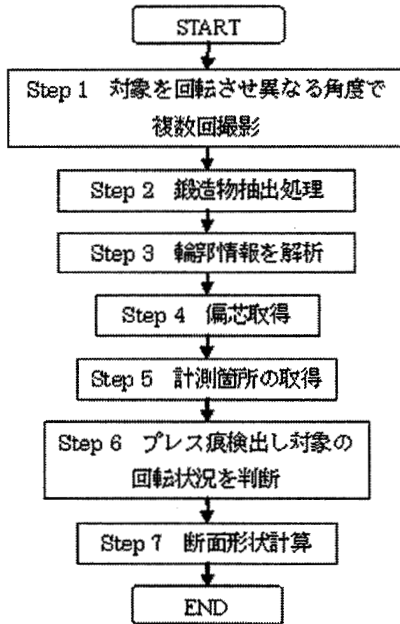 START
Step 1 対象を回転させ異なる角度で
複数回撮影
Step 2 鍛造物抽出処理
Step 3 輪郭情報を解析
Step 4 偏芯取得
Step 5 計測箇所の取得
Step 6 プレス痕検出し対象の
回転状況を判断
Step 7 断面形状計算
END